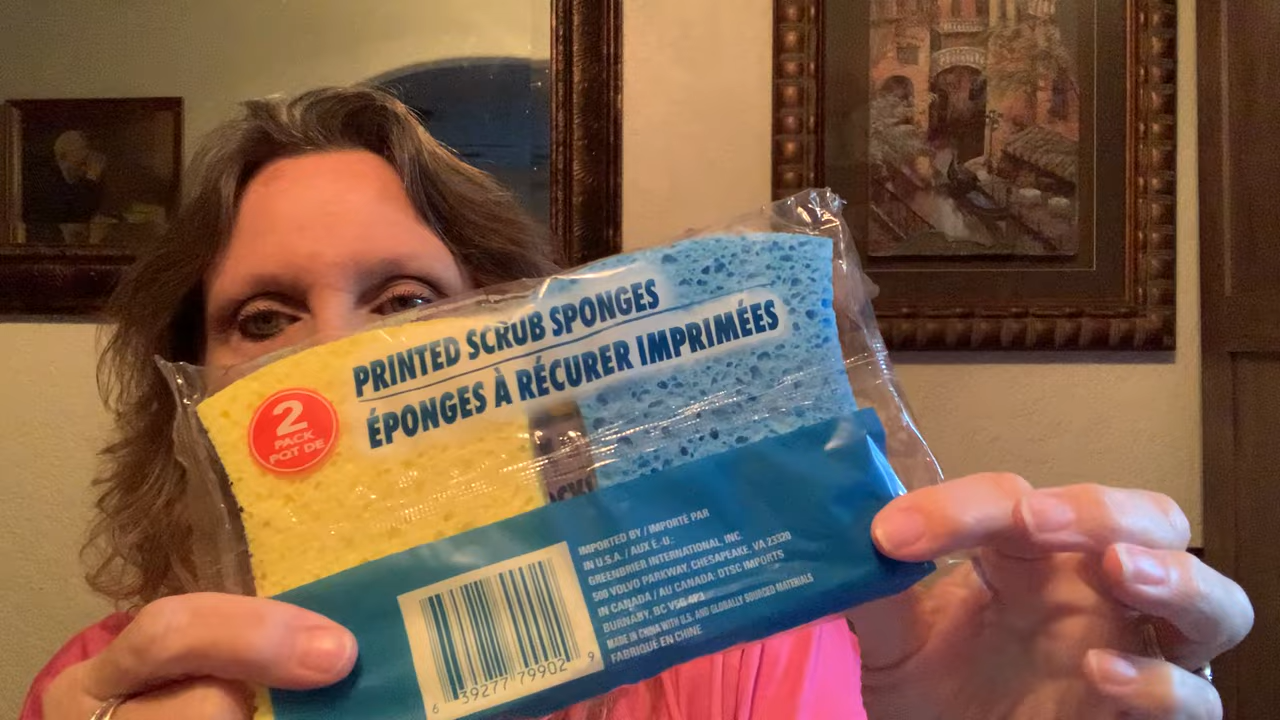 PRINTED SCRUB SPONGES
ÉPONGES À RÉCURER IMPRIMÉES
2
PACK
PQT DE
IMPORTED BY / IMPORTÉ PAR
IN U.S.A. / AUX É.-U.:
GREENBRIER INTERNATIONAL, INC.
500 VOLVO PARKWAY, CHESAPEAKE, VA 23320
IN CANADA / AU CANADA: DTSC IMPORTS
BURNABY, BC V5G 4P3
MADE IN CHINA WITH U.S. AND GLOBALLY SOURCED MATERIALS
FABRIQUÉ EN CHINE
6 39277 79902 9